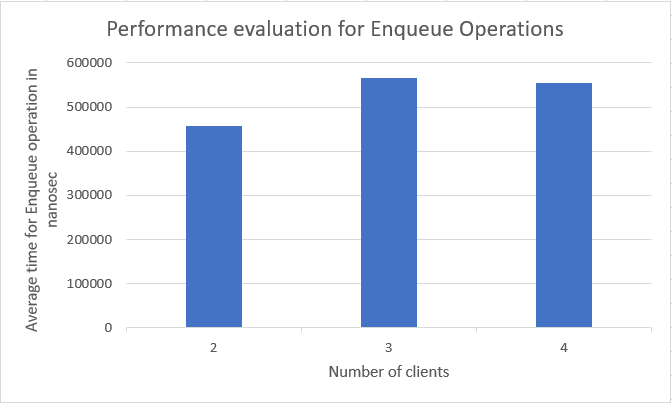 Performance evaluation for Enqueue Operations
Average time for Enqueue operation in
nanosec
600000
500000
400000
300000
200000
100000
0
2
3
4
Number of clients